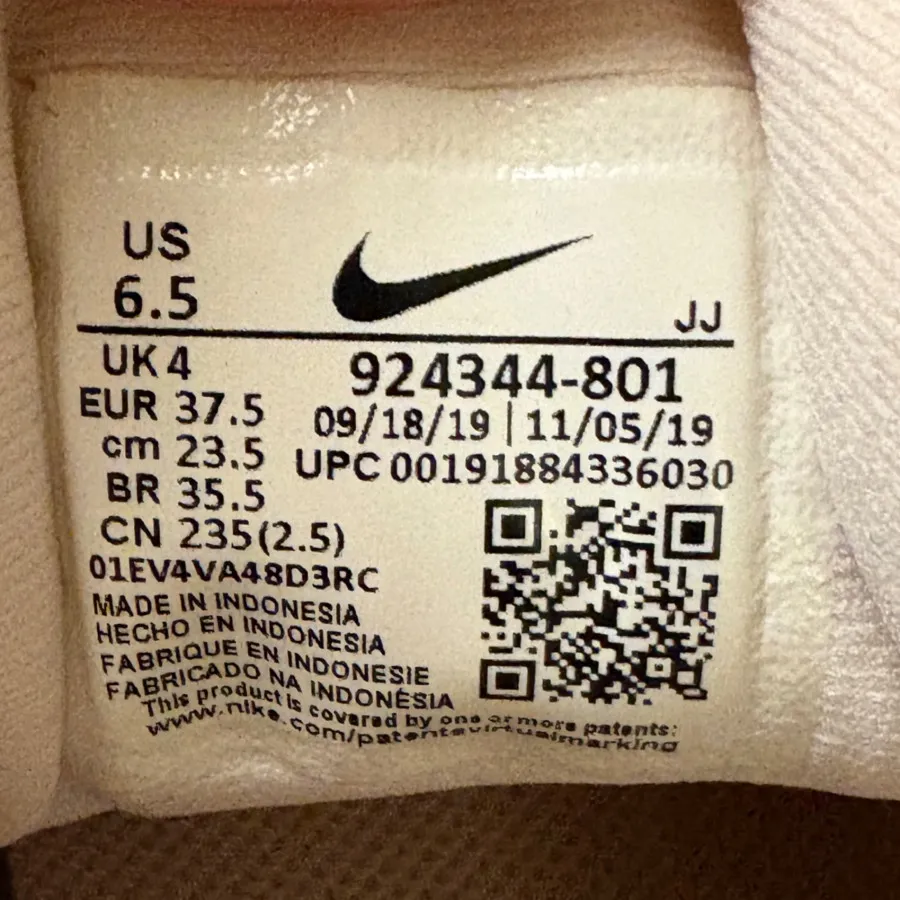 US
6.5
JJ
UK 4
EUR 37.5
cm 23.5
BR 35.5
CN 235(2.5)
924344-801
09/18/19 | 11/05/19
UPC 00191884336030
01EV4VA48D3RC
MADE IN INDONESIA
HECHO EN INDONESIA
FABRIQUE EN INDONESIE
FABRICADO NA INDONÉSIA
This product is covered by one or more patents:
www.nike.com/patentsvirtualmarking